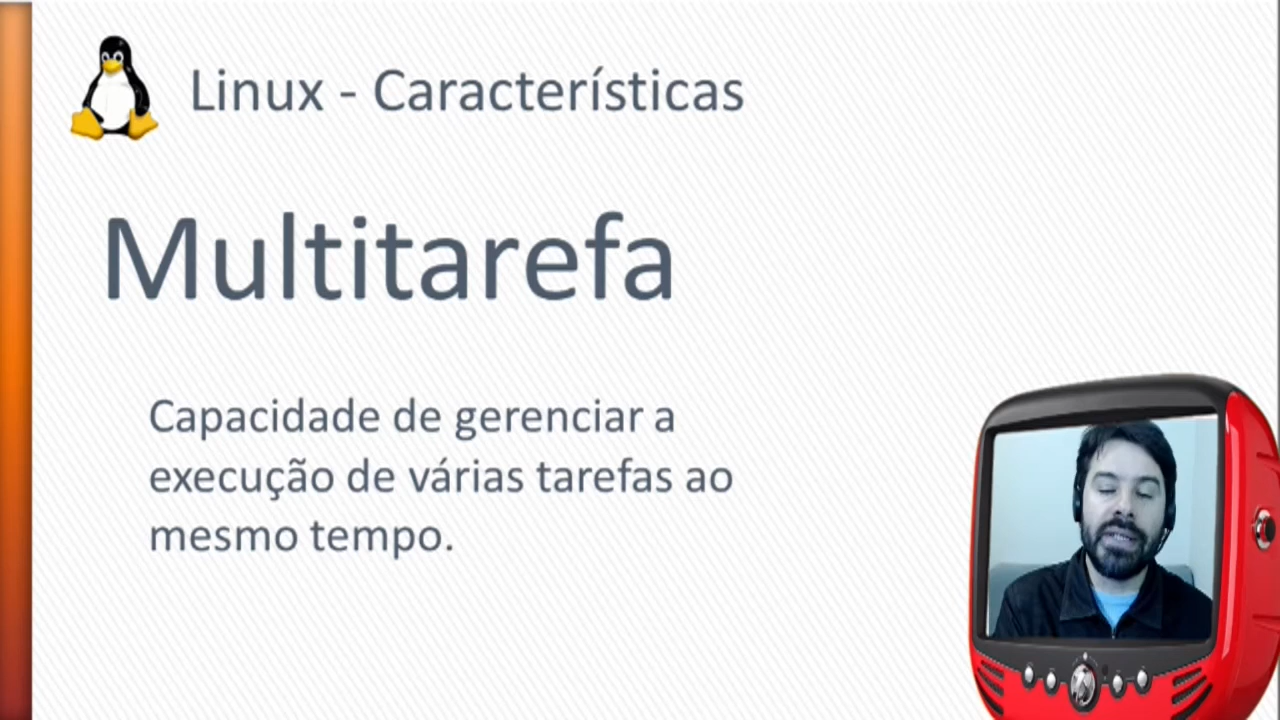 Linux - Características
Multitarefa
Capacidade de gerenciar a
execução de várias tarefas ao
mesmo tempo.